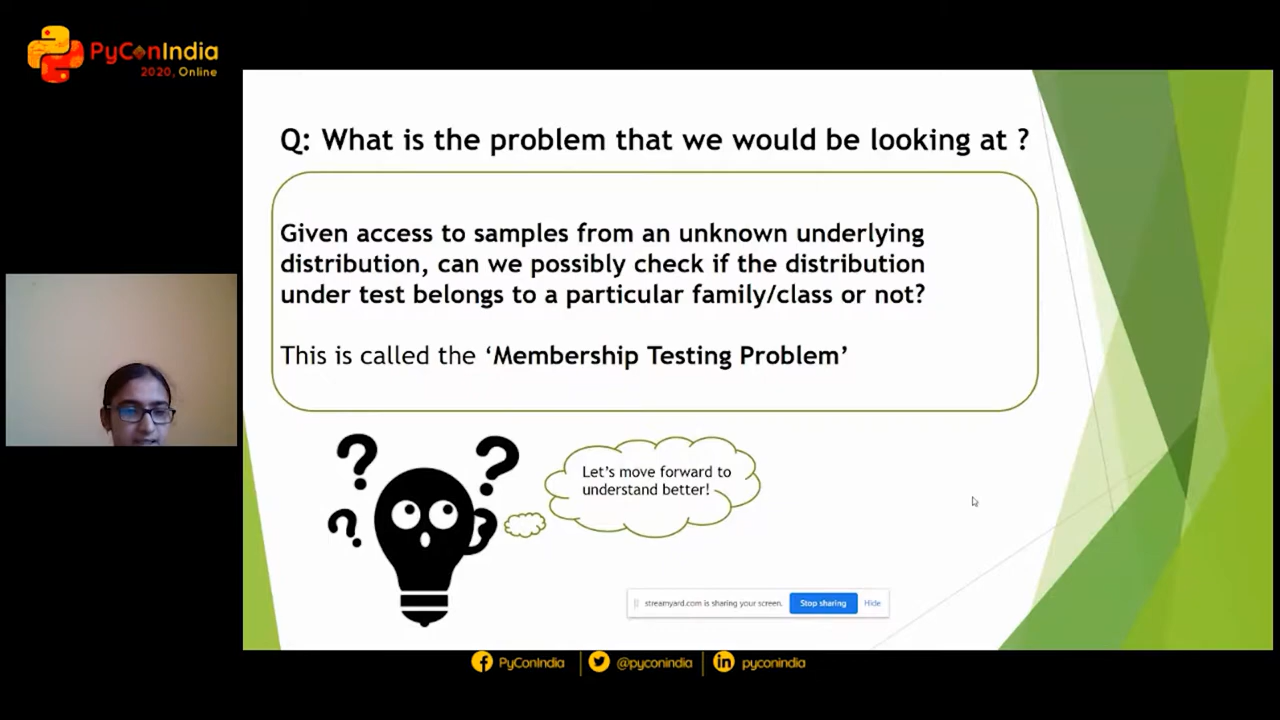 PyConIndia
2020, Online
Q: What is the problem that we would be looking at ?
Given access to samples from an unknown underlying
distribution, can we possibly check if the distribution
under test belongs to a particular family/class or not?
This is called the ‘Membership Testing Problem’
Let's move forward to
understand better!
streamyard.com is sharing your screen.
Stop sharing
Hide
PyConIndia
@pyconindia
pyconindia